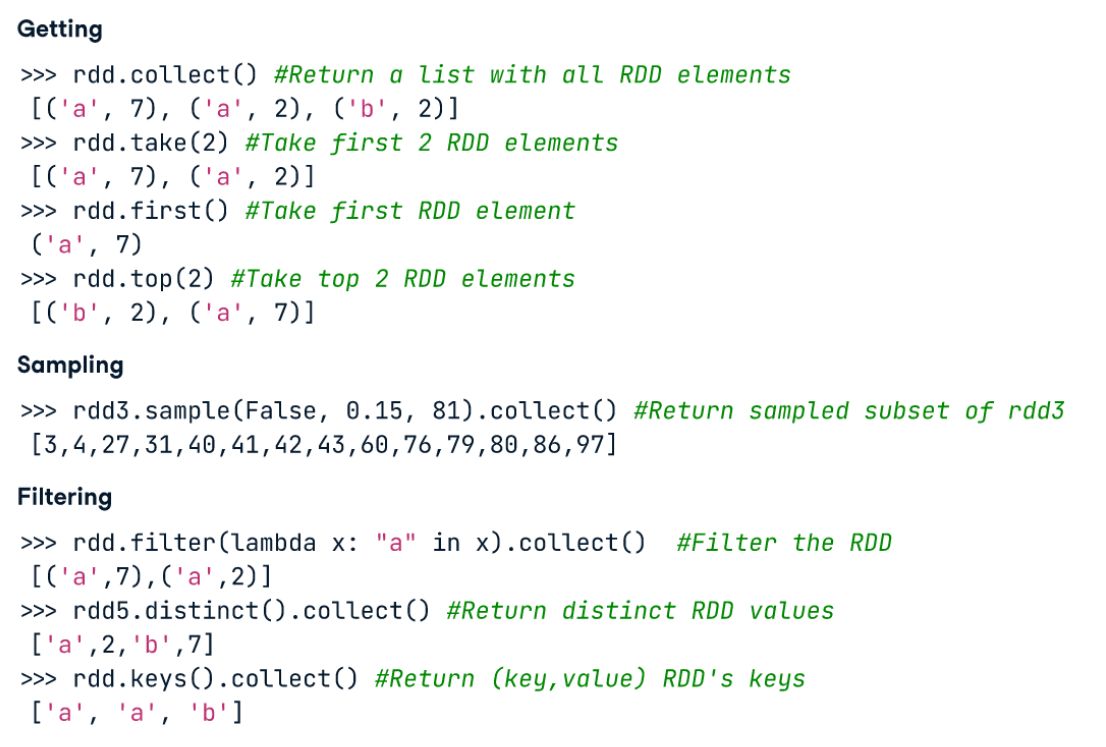 Getting
>>> rdd.collect() #Return a list with all RDD elements
[('a', 7), ('a', 2), ('b', 2)]
>>> rdd.take(2) #Take first 2 RDD elements
[('a', 7), ('a', 2)]
>>> rdd.first() #Take first RDD element
('a', 7)
>>> rdd.top(2) #Take top 2 RDD elements
[('b', 2), ('a', 7)]
Sampling
>>> rdd3.sample(False, 0.15, 81).collect() #Return sampled subset of rdd3
[3,4,27,31,40,41,42,43,60,76,79,80,86,97]
Filtering
>>> rdd.filter(lambda x: "a" in x).collect() #Filter the RDD
[('a',7),('a',2)]
>>> rdd5.distinct().collect() #Return distinct RDD values
['a',2,'b',7]
>>> rdd.keys().collect() #Return (key,value) RDD's keys
['a', 'a', 'b']